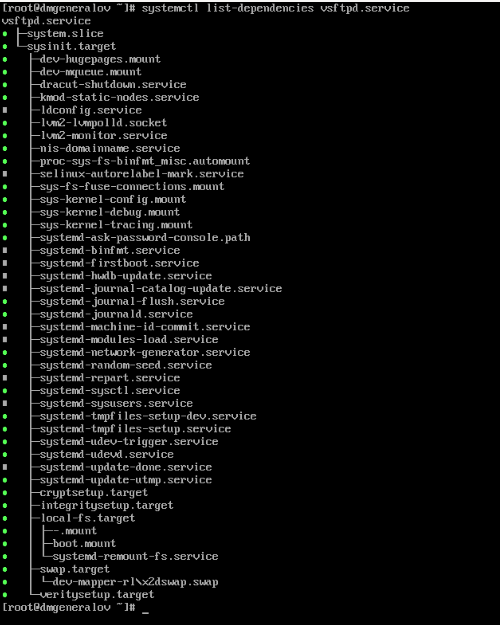 [root@dmgeneralov ~]# systemctl list-dependencies vsftpd.service
vsftpd.service
● ├─system.slice
● └─sysinit.target
●   ├─dev-hugepages.mount
●   ├─dev-mqueue.mount
●   ├─dracut-shutdown.service
●   ├─kmod-static-nodes.service
■   ├─ldconfig.service
●   ├─lvm2-lvmpolld.socket
●   ├─lvm2-monitor.service
●   ├─nis-domainname.service
●   ├─proc-sys-fs-binfmt_misc.automount
■   ├─selinux-autorelabel-mark.service
●   ├─sys-fs-fuse-connections.mount
●   ├─sys-kernel-config.mount
●   ├─sys-kernel-debug.mount
●   ├─sys-kernel-tracing.mount
●   ├─systemd-ask-password-console.path
■   ├─systemd-binfmt.service
■   ├─systemd-firstboot.service
■   ├─systemd-hwdb-update.service
■   ├─systemd-journal-catalog-update.service
●   ├─systemd-journal-flush.service
●   ├─systemd-journald.service
■   ├─systemd-machine-id-commit.service
■   ├─systemd-modules-load.service
●   ├─systemd-network-generator.service
●   ├─systemd-random-seed.service
■   ├─systemd-repart.service
●   ├─systemd-sysctl.service
■   ├─systemd-sysusers.service
●   ├─systemd-tmpfiles-setup-dev.service
●   ├─systemd-tmpfiles-setup.service
●   ├─systemd-udev-trigger.service
●   ├─systemd-udevd.service
■   ├─systemd-update-done.service
●   ├─systemd-update-utmp.service
●   ├─cryptsetup.target
●   ├─integritysetup.target
●   ├─local-fs.target
●   │ ├─-.mount
●   │ ├─boot.mount
●   │ └─systemd-remount-fs.service
●   ├─swap.target
●   │ └─dev-mapper-rl\x2dswap.swap
●   └─veritysetup.target
[root@dmgeneralov ~]# _